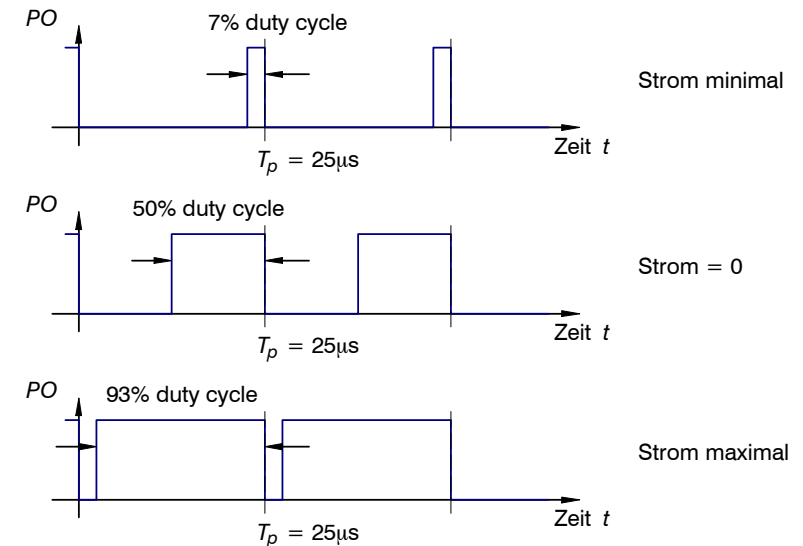 PO
7% duty cycle
Strom minimal
Zeit t
Tp = 25µs
PO
50% duty cycle
Strom = 0
Zeit t
Tp = 25µs
PO
93% duty cycle
Strom maximal
Zeit t
Tp = 25µs